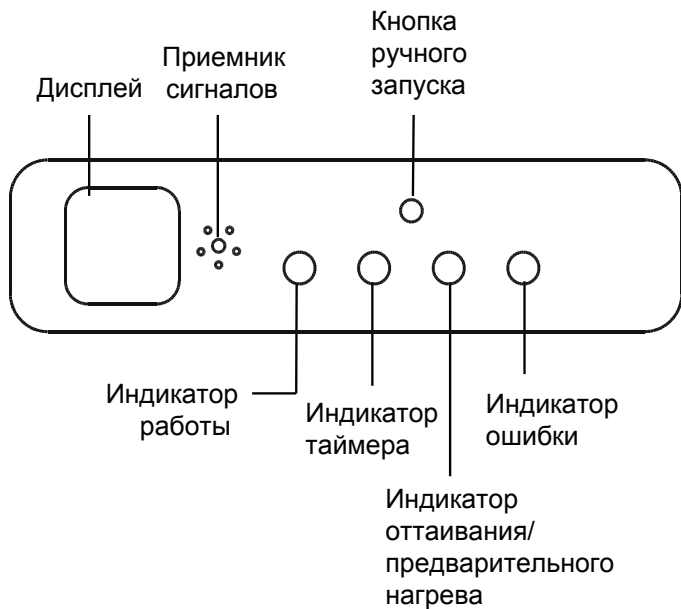 Дисплей
Приемник
сигналов
Кнопка
ручного
запуска
Индикатор
работы
Индикатор
таймера
Индикатор
оттаивания/
предварительного
нагрева
Индикатор
ошибки